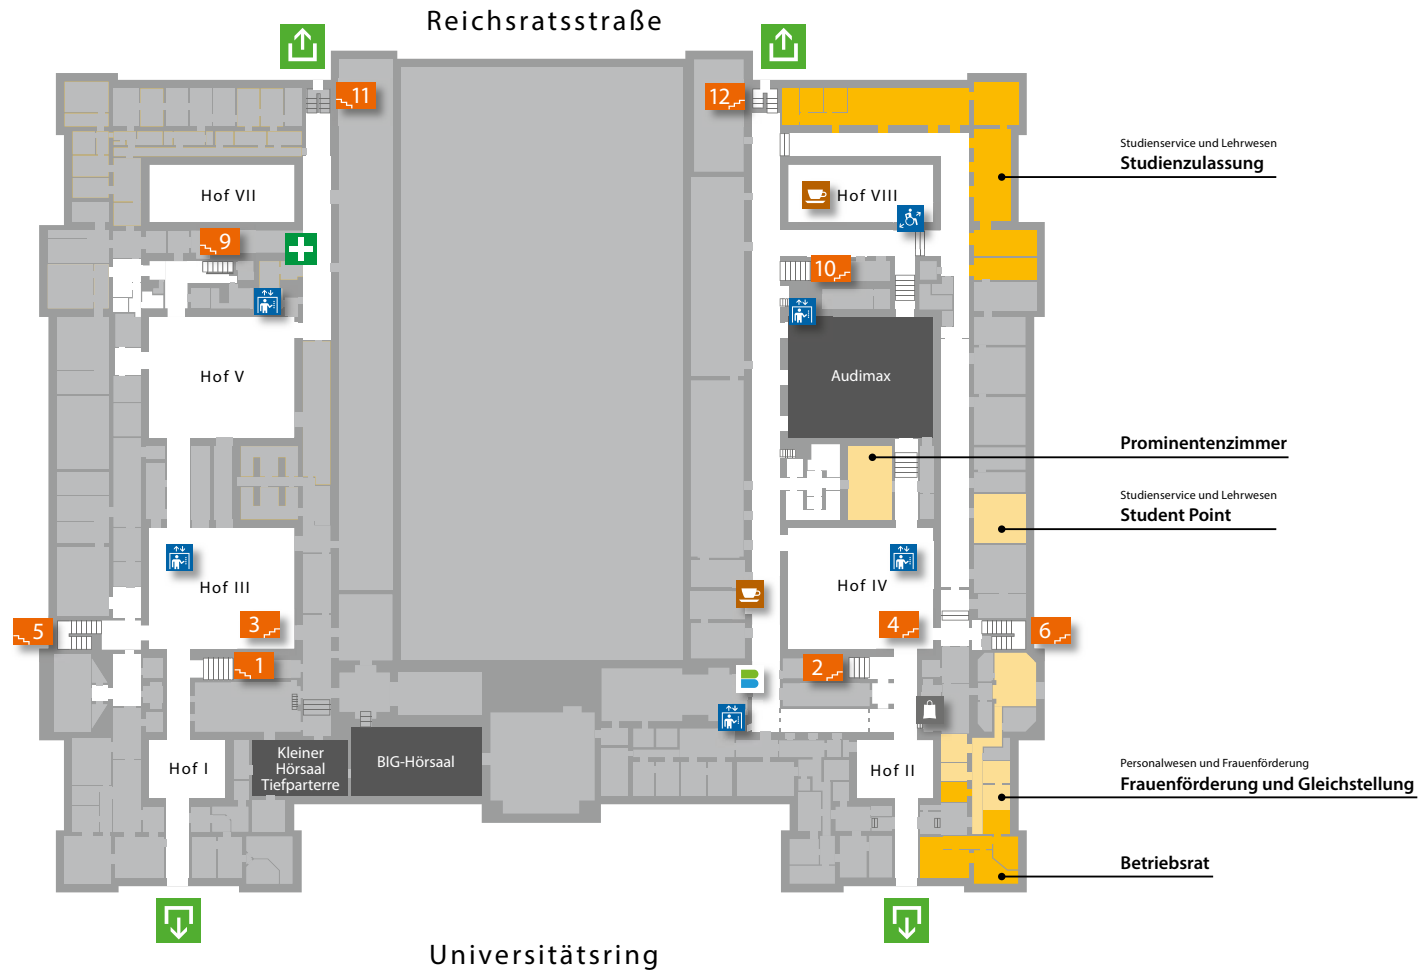 Reichsratsstraße
11
12
Studienservice und Lehrwesen
Studienzulassung
Hof VII
Hof VIII
9
10
Hof V
Audimax
Prominentenzimmer
Studienservice und Lehrwesen
Student Point
Hof III
Hof IV
5
3
4
6
1
2
Kleiner
Hörsaal
Tiefparterre
BIG-Hörsaal
Hof I
Hof II
Personalwesen und Frauenförderung
Frauenförderung und Gleichstellung
Betriebsrat
Universitätsring